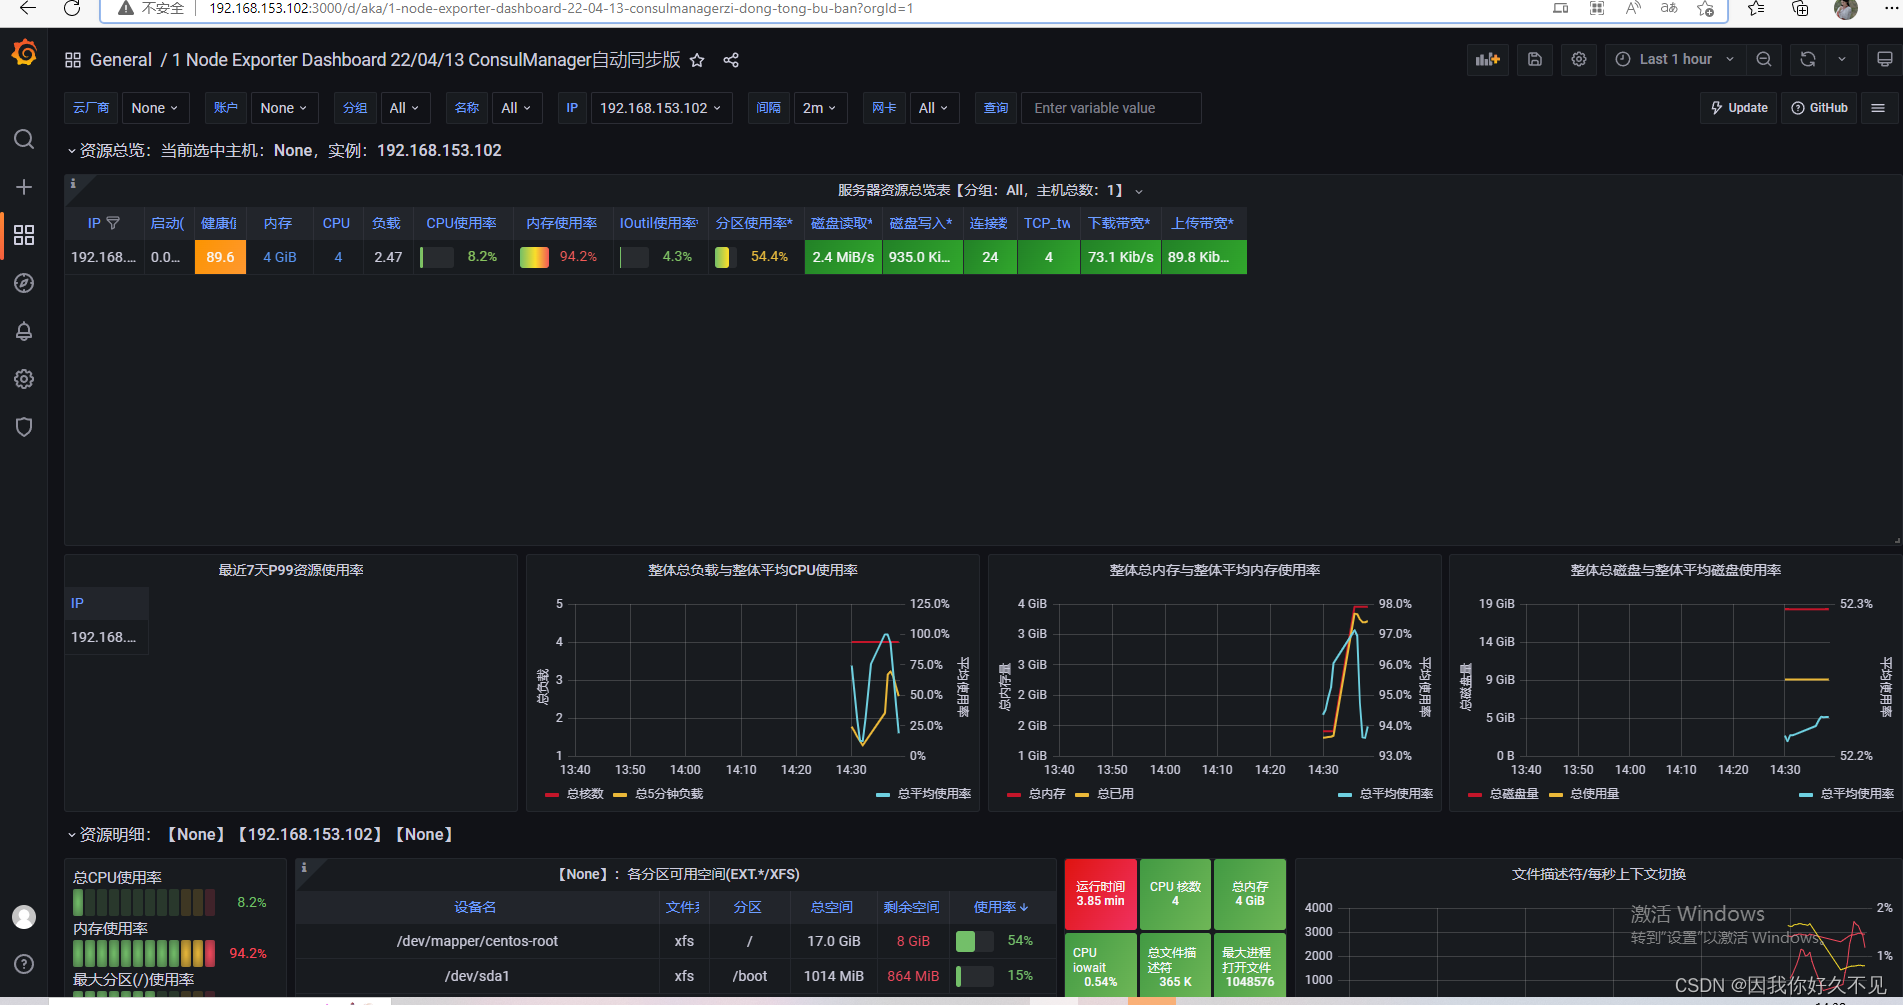 不安全
192.168.153.102:3000/d/aka/1-node-exporter-dashboard-22-04-13-consulmanagerzi-dong-tong-bu-ban?orgId=1
General / 1 Node Exporter Dashboard 22/04/13 ConsulManager自动同步版
Last 1 hour
云厂商 None 账户 None 分组 All 名称 All IP 192.168.153.102 间隔 2m 网卡 All 查询 Enter variable value
Update GitHub
资源总览：当前选中主机：None，实例：192.168.153.102
服务器资源总览表【分组：All，主机总数：1】
IP 启动( 健康值 内存 CPU 负载 CPU使用率 内存使用率 IOutil使用率* 分区使用率* 磁盘读取* 磁盘写入* 连接数 TCP_tw 下载带宽* 上传带宽*
192.168.... 0.0... 89.6 4 GiB 4 2.47 8.2% 94.2% 4.3% 54.4% 2.4 MiB/s 935.0 Ki... 24 4 73.1 Kib/s 89.8 Kib...
最近7天P99资源使用率
IP
192.168....
整体总负载与整体平均CPU使用率
5
4
3
2
1
总负载
125.0%
100.0%
75.0%
50.0%
25.0%
0%
平均使用率
13:40 13:50 14:00 14:10 14:20 14:30
总核数 总5分钟负载 总平均使用率
整体总内存与整体平均内存使用率
4 GiB
3 GiB
3 GiB
2 GiB
2 GiB
1 GiB
总内存量
98.0%
97.0%
96.0%
95.0%
94.0%
93.0%
平均使用率
13:40 13:50 14:00 14:10 14:20 14:30
总内存 总已用 总平均使用率
整体总磁盘与整体平均磁盘使用率
19 GiB
14 GiB
9 GiB
5 GiB
0 B
总磁盘量
52.3%
52.2%
平均使用率
13:40 13:50 14:00 14:10 14:20 14:30
总磁盘量 总使用量 总平均使用率
资源明细：【None】【192.168.153.102】【None】
总CPU使用率
8.2%
内存使用率
94.2%
最大分区(/)使用率
【None】：各分区可用空间(EXT.*/XFS)
设备名 文件系 分区 总空间 剩余空间 使用率
/dev/mapper/centos-root xfs / 17.0 GiB 8 GiB 54%
/dev/sda1 xfs /boot 1014 MiB 864 MiB 15%
运行时间
3.85 min
CPU 核数
4
总内存
4 GiB
CPU
iowait
0.54%
总文件描
述符
365 K
最大进程
打开文件
1048576
文件描述符/每秒上下文切换
4000
3000
2000
1000
2%
1%
激活 Windows
转到"设置"以激活 Windows。
CSDN @因我你好久不见